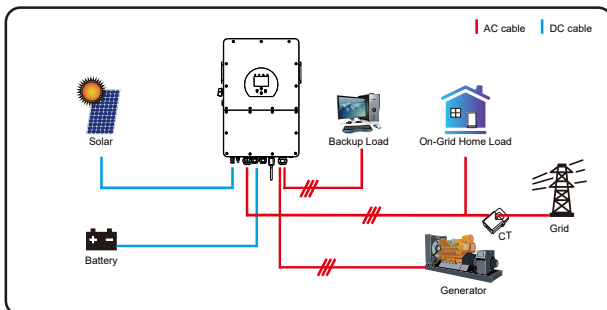 AC cable
DC cable
Solar
Backup Load
On-Grid Home Load
CT
Grid
Battery
Generator